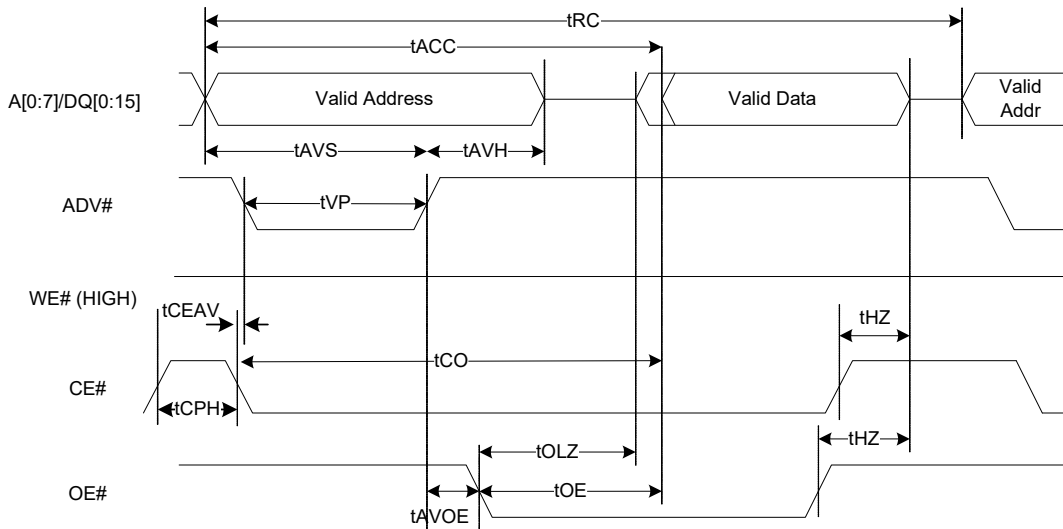 tRC
tACC
A[0:7]/DQ[0:15]
Valid Address
Valid Data
Valid
Addr
tAVS
tAVH
ADV#
tVP
WE# (HIGH)
tCEAV
tHZ
tCO
CE#
tCPH
tHZ
tOLZ
OE#
tOE
tAVOE